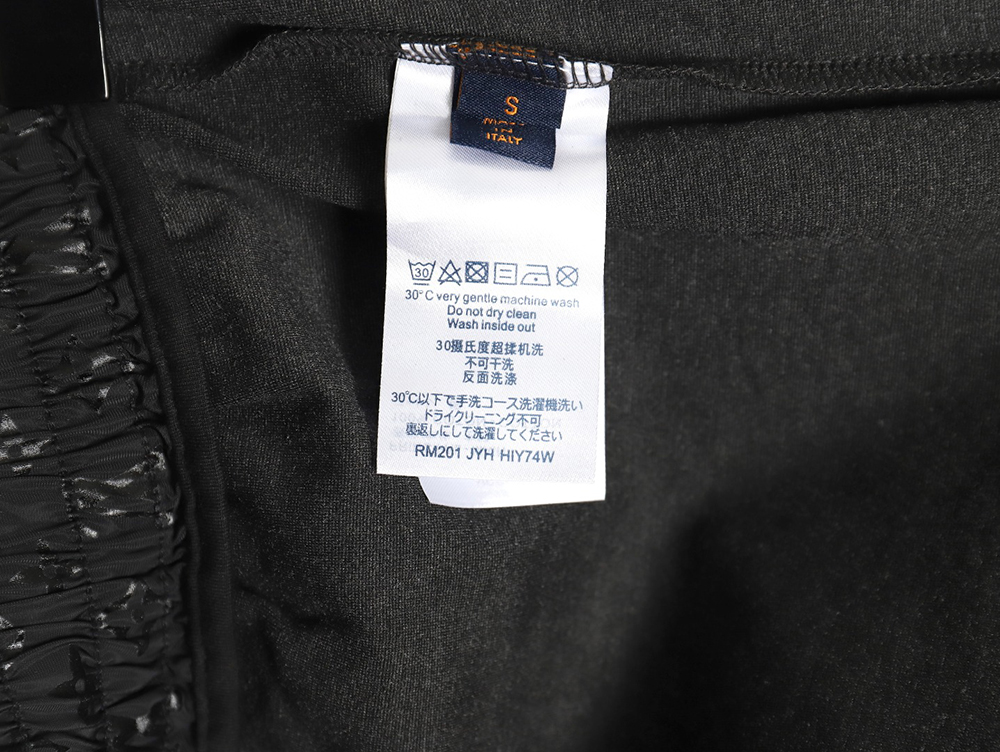 S
MADE
IN
ITALY
30
30°C very gentle machine wash
Do not dry clean
Wash inside out
30摄氏度超揉机洗
不可干洗
反面洗涤
30℃以下で手洗コース洗濯機洗い
ドライクリーニング不可
裏返しにして洗濯してください
RM201 JYH HIY74W